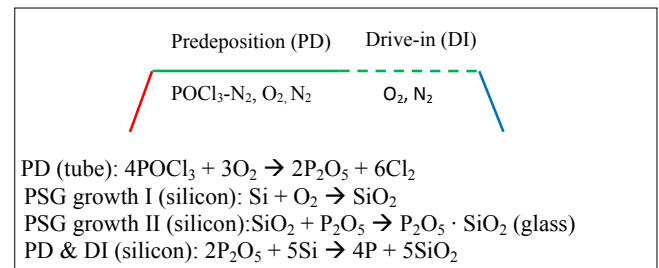 Predeposition (PD) Drive-in (DI)
POCl₃-N₂, O₂, N₂ O₂, N₂
PD (tube): 4POCl₃ + 3O₂ → 2P₂O₅ + 6Cl₂
PSG growth I (silicon): Si + O₂ → SiO₂
PSG growth II (silicon):SiO₂ + P₂O₅ → P₂O₅ · SiO₂ (glass)
PD & DI (silicon): 2P₂O₅ + 5Si → 4P + 5SiO₂